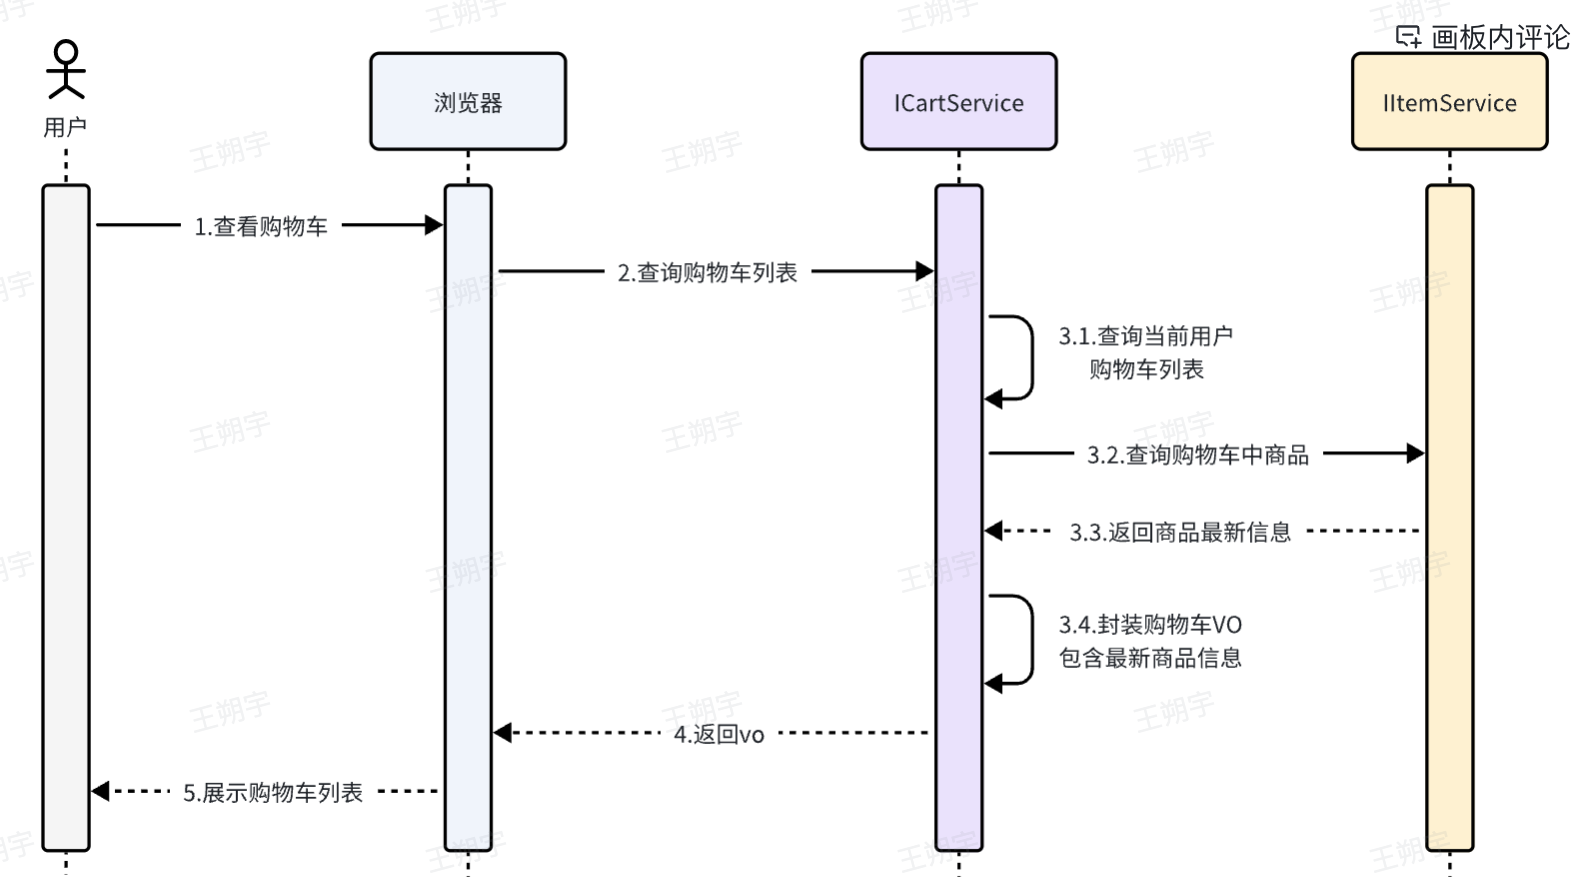 画板内评论
用户
浏览器
ICartService
IItemService
1.查看购物车
2.查询购物车列表
3.1.查询当前用户
购物车列表
3.2.查询购物车中商品
3.3.返回商品最新信息
3.4.封装购物车VO
包含最新商品信息
4.返回vo
5.展示购物车列表
王朔宇